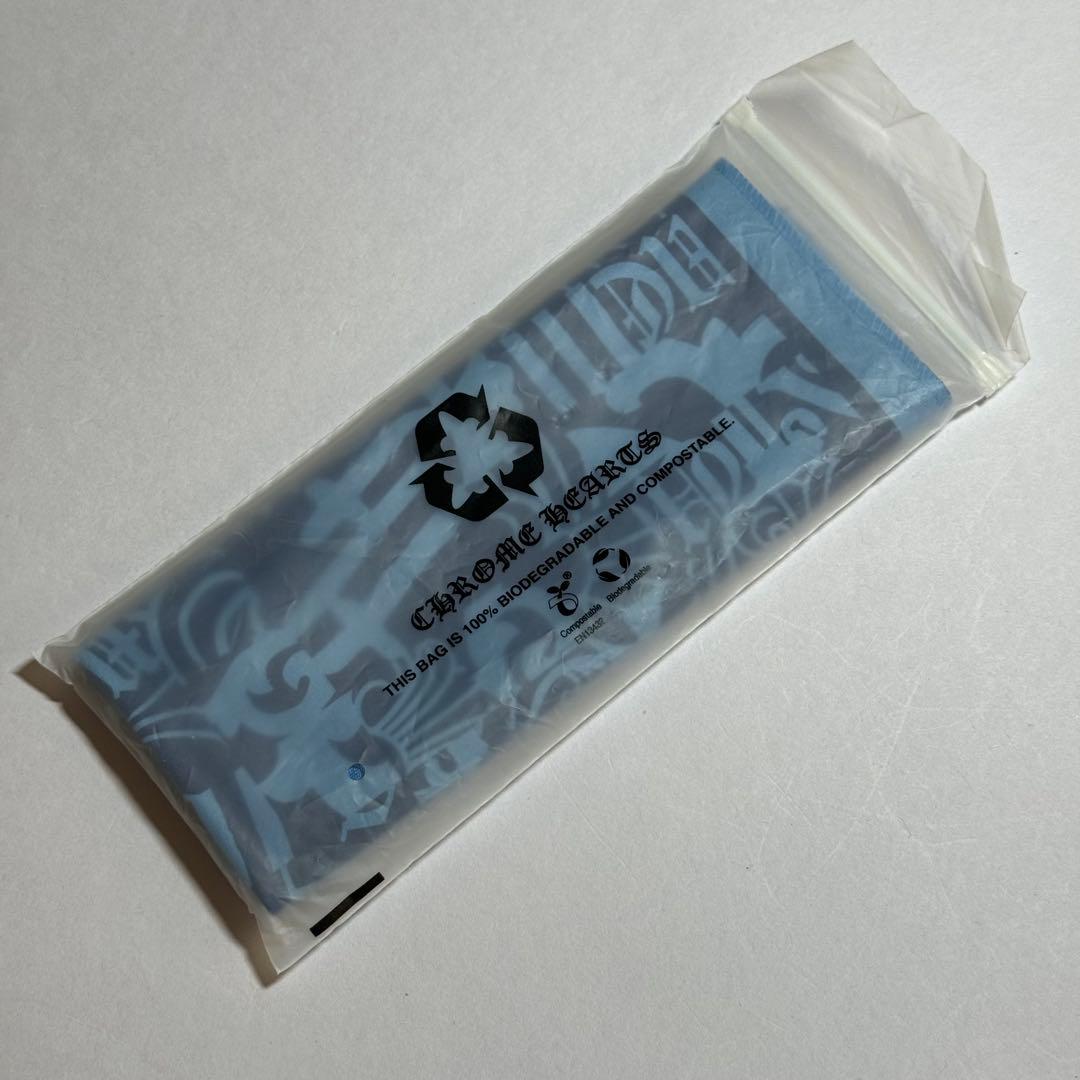 CHROME HEARTS
THIS BAG IS 100% BIODEGRADABLE AND COMPOSTABLE.
®
Compostable
Biodegradable
EN13432